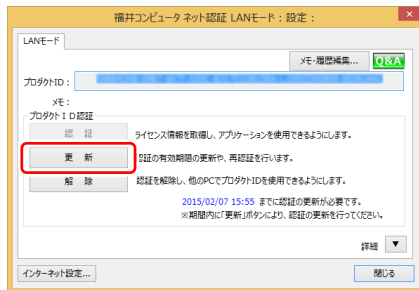 福井コンピュータ ネット認証 LANモード：設定：
LANモード
メモ・履歴編集... Q&A
プロダクトID：
メモ：
プロダクトID認証
認 証 ライセンス情報を取得し、アプリケーションを使用できるようにします。
更 新 認証の有効期限の更新や、再認証を行います。
解 除 認証を解除し、他のPCでプロダクトIDを使用できるようにします。
2015/02/07 15:55 までに認証の更新が必要です。
※期間内に「更新」ボタンにより、認証の更新を行ってください。
詳細 ▼
インターネット設定... 閉じる